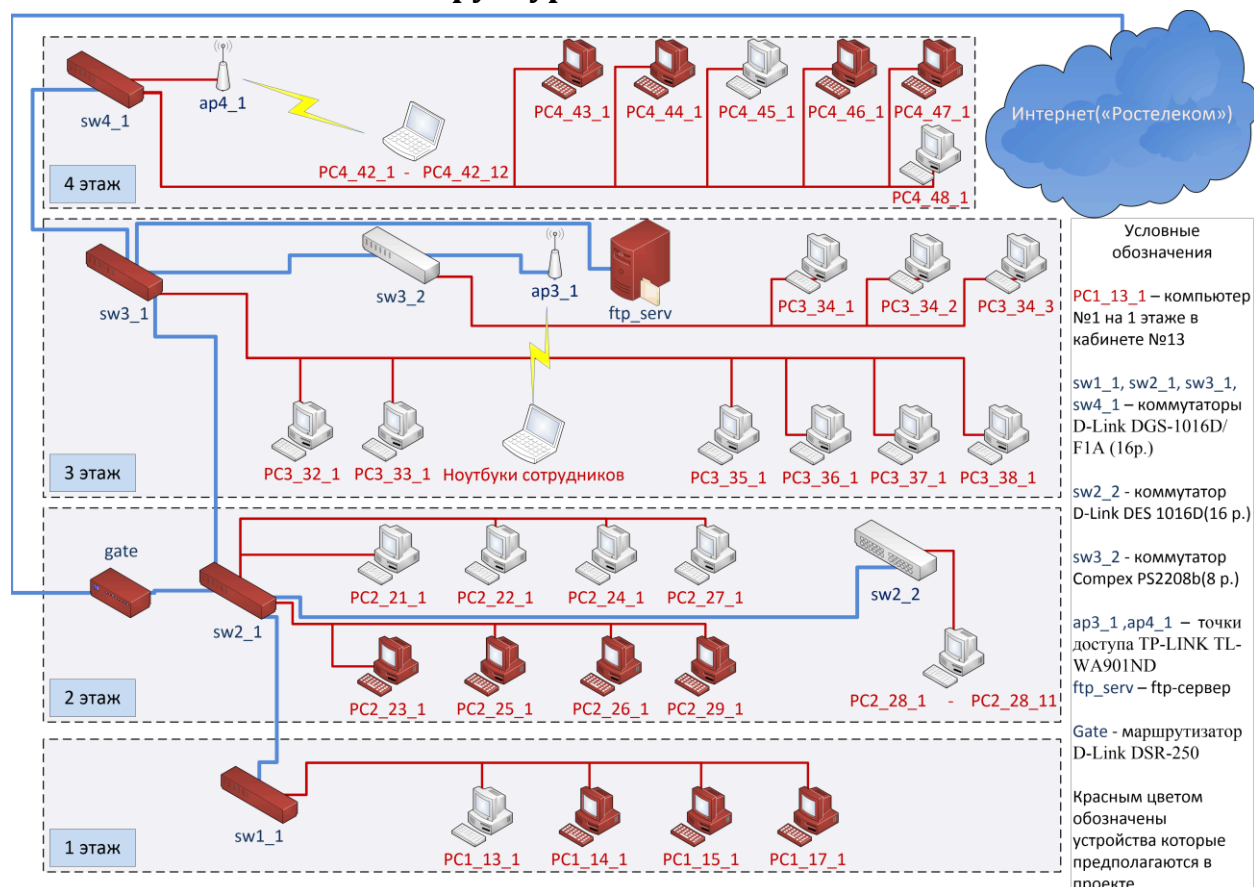 ap4_1
sw4_1
PC4_42_1 - PC4_42_12
PC4_43_1
PC4_44_1
PC4_45_1
PC4_46_1
PC4_47_1
PC4_48_1
4 этаж
Интернет(«Ростелеком»)
sw3_1
sw3_2
ap3_1
ftp_serv
PC3_34_1
PC3_34_2
PC3_34_3
PC3_32_1
PC3_33_1
Ноутбуки сотрудников
PC3_35_1
PC3_36_1
PC3_37_1
PC3_38_1
3 этаж
gate
sw2_1
PC2_21_1
PC2_22_1
PC2_24_1
PC2_27_1
sw2_2
PC2_23_1
PC2_25_1
PC2_26_1
PC2_29_1
PC2_28_1 - PC2_28_11
2 этаж
sw1_1
PC1_13_1
PC1_14_1
PC1_15_1
PC1_17_1
1 этаж
Условные
обозначения
PC1_13_1 – компьютер
№1 на 1 этаже в
кабинете №13
sw1_1, sw2_1, sw3_1,
sw4_1 – коммутаторы
D-Link DGS-1016D/
F1A (16p.)
sw2_2 - коммутатор
D-Link DES 1016D(16 p.)
sw3_2 - коммутатор
Compex PS2208b(8 p.)
ap3_1 ,ap4_1 – точки
доступа TP-LINK TL-
WA901ND
ftp_serv – ftp-сервер
Gate - маршрутизатор
D-Link DSR-250
Красным цветом
обозначены
устройства которые
предполагаются в
проекте